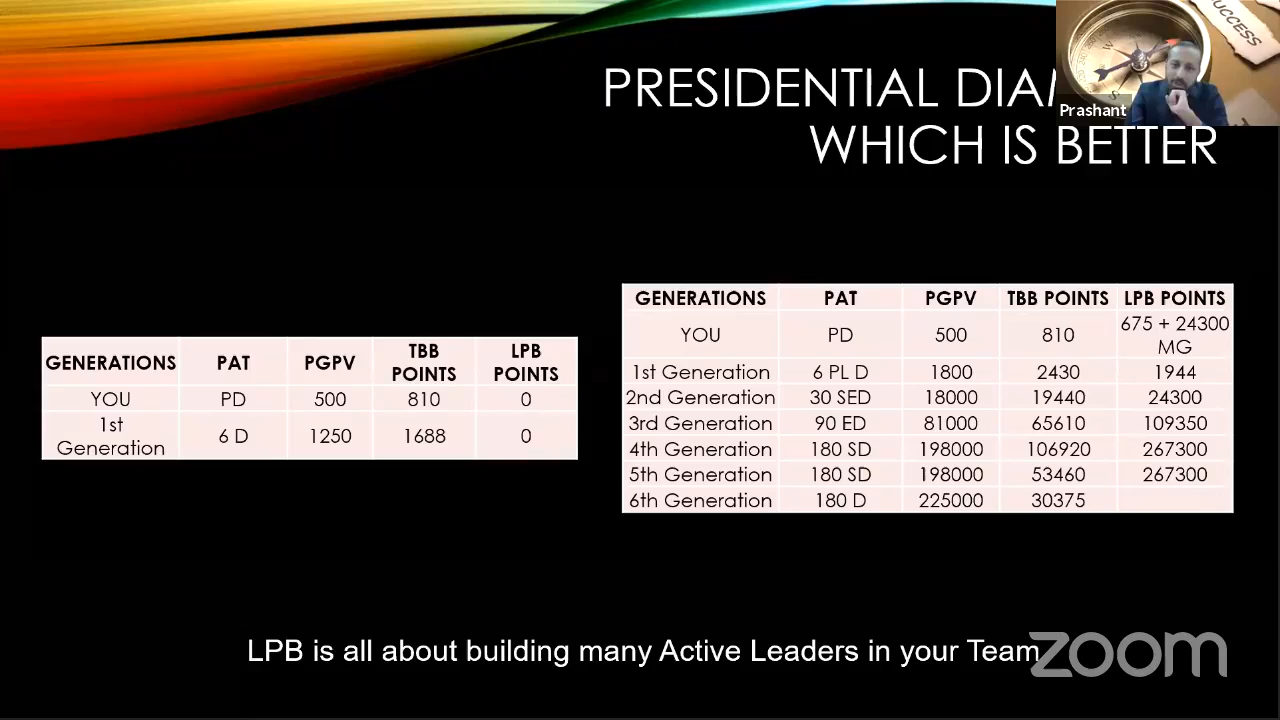 SUCCESS
PRESIDENTIAL
Prashant
WHICH IS BETTER
GENERATIONS PAT PGPV TBB POINTS LPB POINTS
YOU PD 500 810 0
1st Generation 6 D 1250 1688 0
GENERATIONS PAT PGPV TBB POINTS LPB POINTS
YOU PD 500 810 675 + 24300 MG
1st Generation 6 PL D 1800 2430 1944
2nd Generation 30 SED 18000 19440 24300
3rd Generation 90 ED 81000 65610 109350
4th Generation 180 SD 198000 106920 267300
5th Generation 180 SD 198000 53460 267300
6th Generation 180 D 225000 30375
LPB is all about building many Active Leaders in your Team
zoom